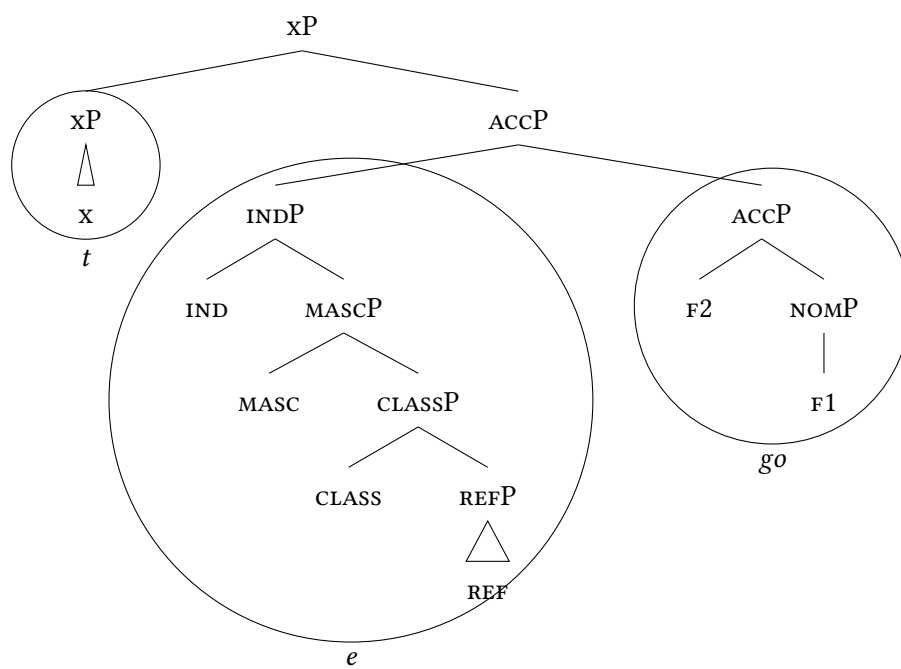 xP
xP ACCP
x INDP ACCP
t
IND MASCP F2 NOMP
MASC CLASSP F1
go
CLASS REFP
REF
e